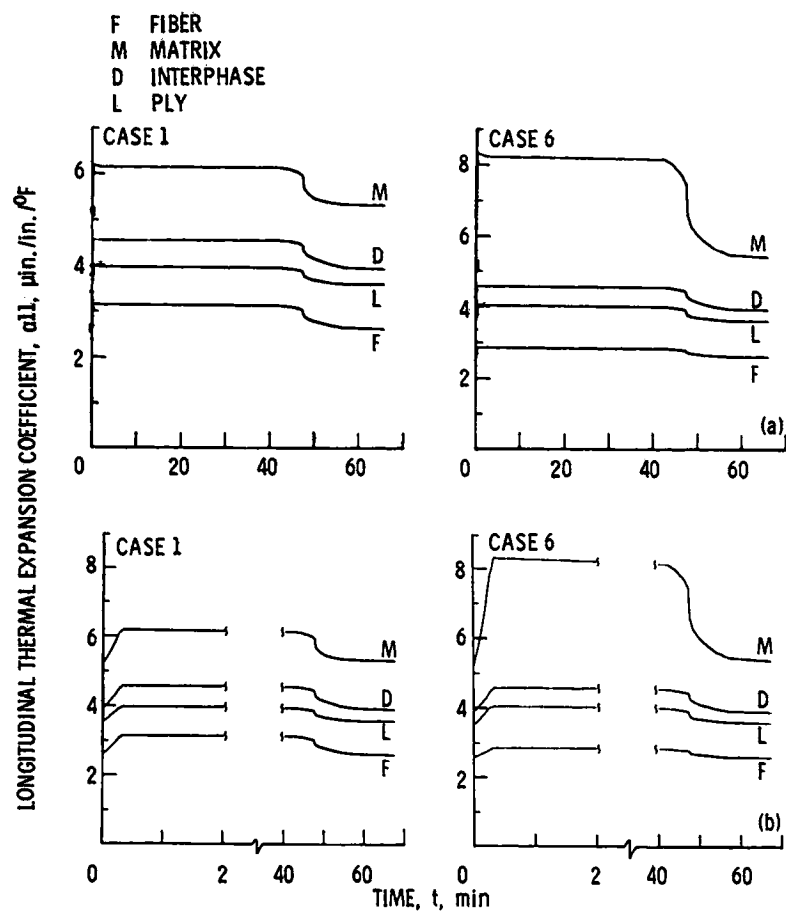 F FIBER
M MATRIX
D INTERPHASE
L PLY
LONGITUDINAL THERMAL EXPANSION COEFFICIENT, αll, μin./in./ºF
CASE 1
6
4
2
M
D
L
F
0 20 40 60
CASE 6
8
6
4
2
M
D
L
F
(a)
0 20 40 60
CASE 1
8
6
4
2
M
D
L
F
0 2 40 60
CASE 6
8
6
4
2
M
D
L
F
(b)
0 2 40 60
TIME, t, min